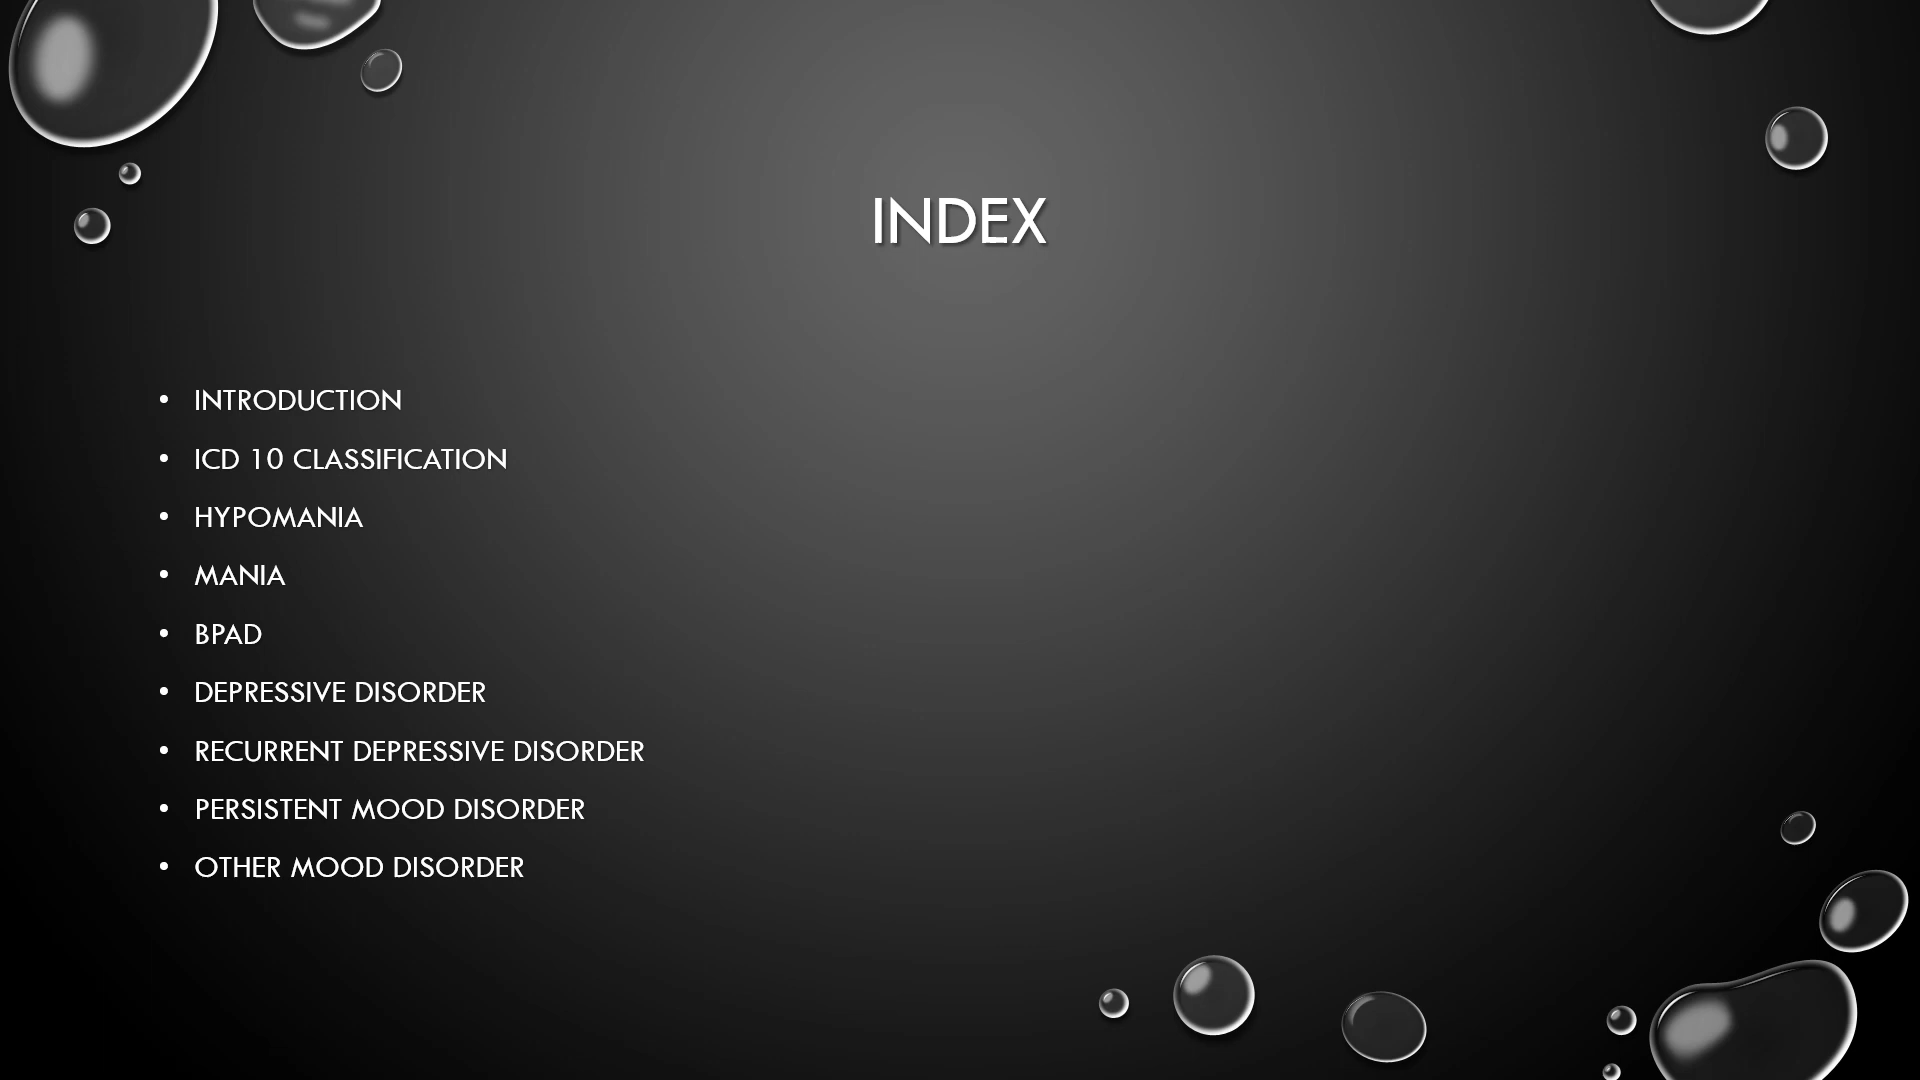 INDEX
• INTRODUCTION
• ICD 10 CLASSIFICATION
• HYPOMANIA
• MANIA
• BPAD
• DEPRESSIVE DISORDER
• RECURRENT DEPRESSIVE DISORDER
• PERSISTENT MOOD DISORDER
• OTHER MOOD DISORDER